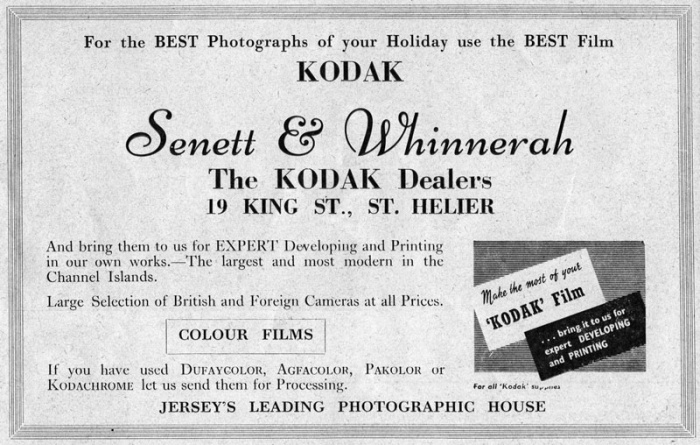 For the BEST Photographs of your Holiday use the BEST Film
KODAK
Senett & Whinnerah
The KODAK Dealers
19 KING ST., ST. HELIER
And bring them to us for EXPERT Developing and Printing
in our own works.—The largest and most modern in the
Channel Islands.
Large Selection of British and Foreign Cameras at all Prices.
COLOUR FILMS
If you have used DUFAYCOLOR, AGFACOLOR, PAKOLOR or
KODACHROME let us send them for Processing.
Make the most of your
'KODAK' Film
... bring it to us for
expert DEVELOPING
and PRINTING
For all 'Kodak' supplies
JERSEY'S LEADING PHOTOGRAPHIC HOUSE